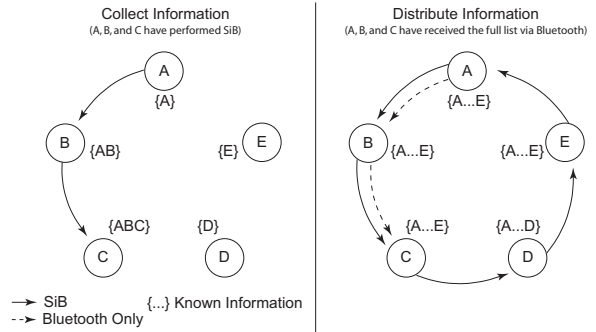 Collect Information
(A, B, and C have performed SiB)
A
{A}
B
{AB}
E
{E}
{ABC}
C
{D}
D
SiB
{...} Known Information
Bluetooth Only
Distribute Information
(A, B, and C have received the full list via Bluetooth)
A
{A...E}
B
{A...E}
{A...E}
E
{A...E}
C
{A...D}
D